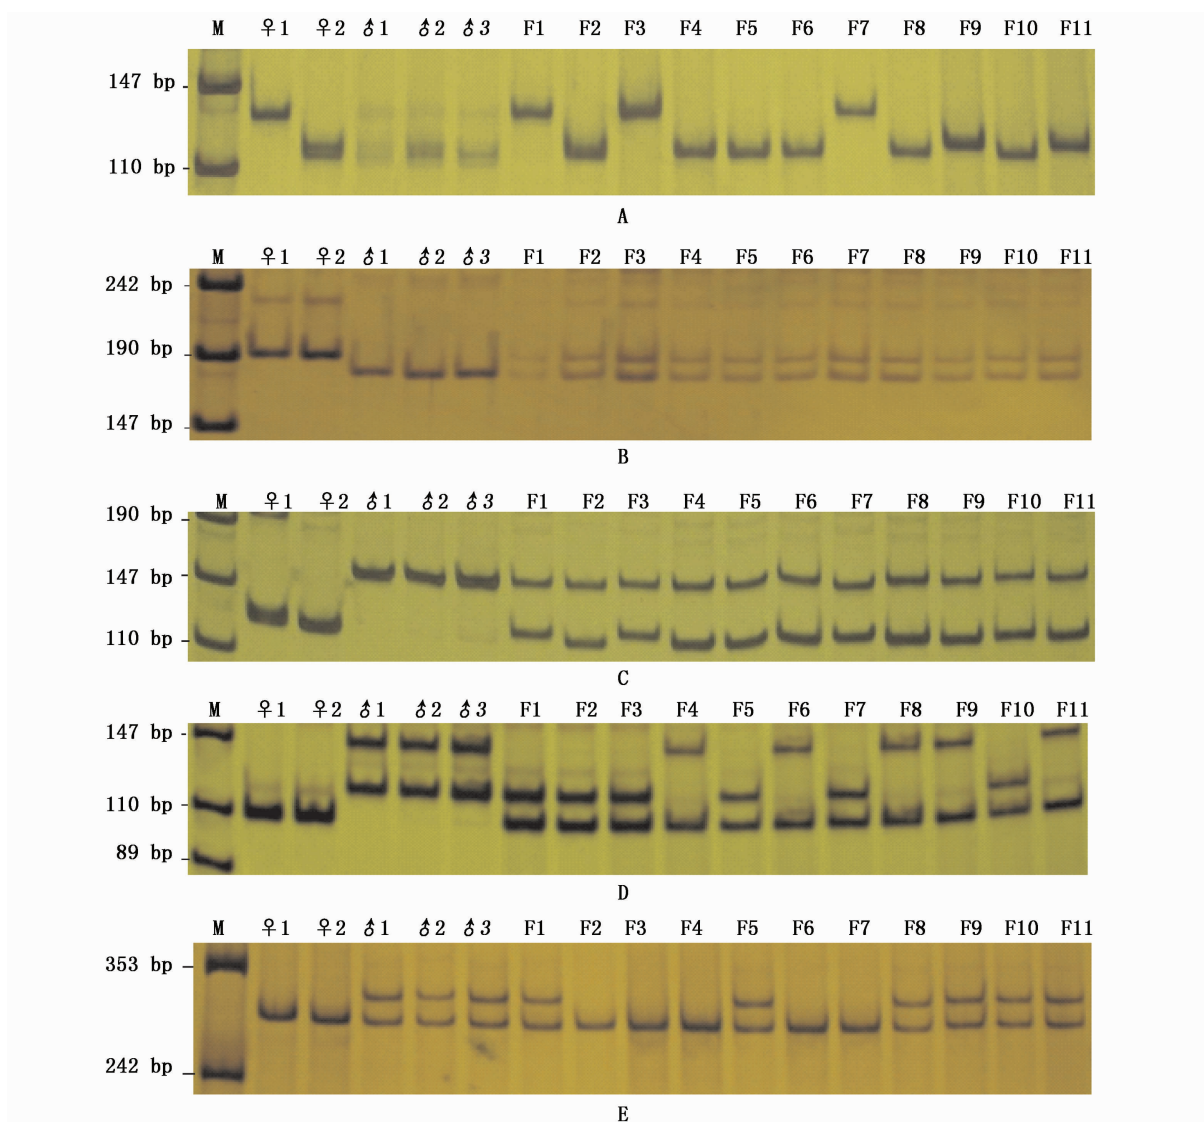 M ♀1 ♀2 ♂1 ♂2 ♂3 F1 F2 F3 F4 F5 F6 F7 F8 F9 F10 F11
147 bp
110 bp
A
M ♀1 ♀2 ♂1 ♂2 ♂3 F1 F2 F3 F4 F5 F6 F7 F8 F9 F10 F11
242 bp
190 bp
147 bp
B
M ♀1 ♀2 ♂1 ♂2 ♂3 F1 F2 F3 F4 F5 F6 F7 F8 F9 F10 F11
190 bp
147 bp
110 bp
C
M ♀1 ♀2 ♂1 ♂2 ♂3 F1 F2 F3 F4 F5 F6 F7 F8 F9 F10 F11
147 bp
110 bp
89 bp
D
M ♀1 ♀2 ♂1 ♂2 ♂3 F1 F2 F3 F4 F5 F6 F7 F8 F9 F10 F11
353 bp
242 bp
E